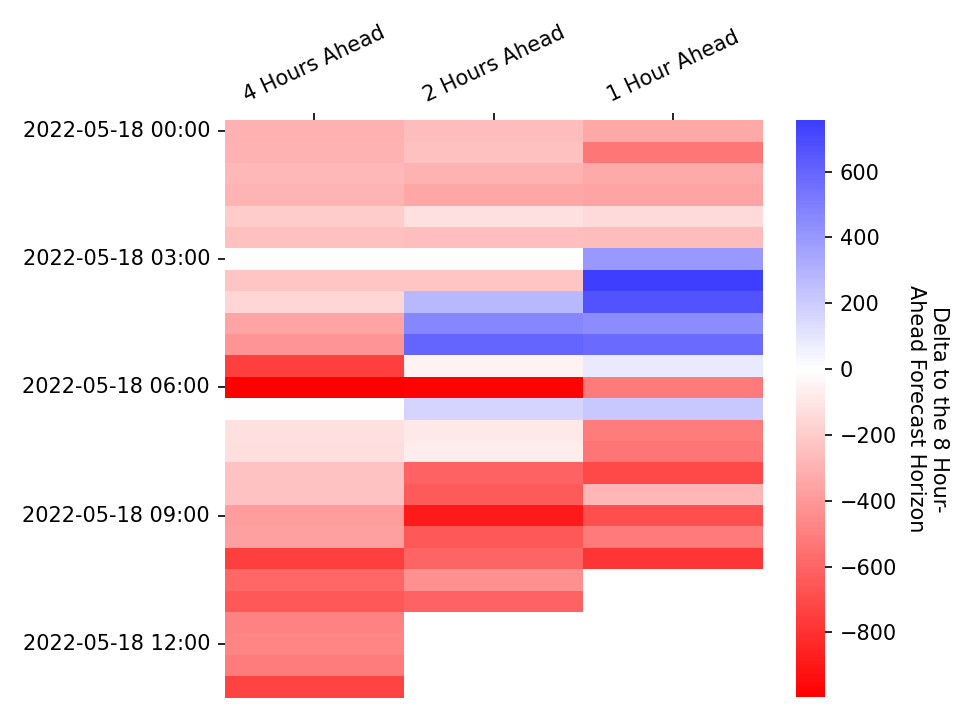 4 Hours Ahead
2 Hours Ahead
1 Hour Ahead
2022-05-18 00:00
2022-05-18 03:00
2022-05-18 06:00
2022-05-18 09:00
2022-05-18 12:00
600
400
200
0
−200
−400
−600
−800
Delta to the 8 Hour-
Ahead Forecast Horizon